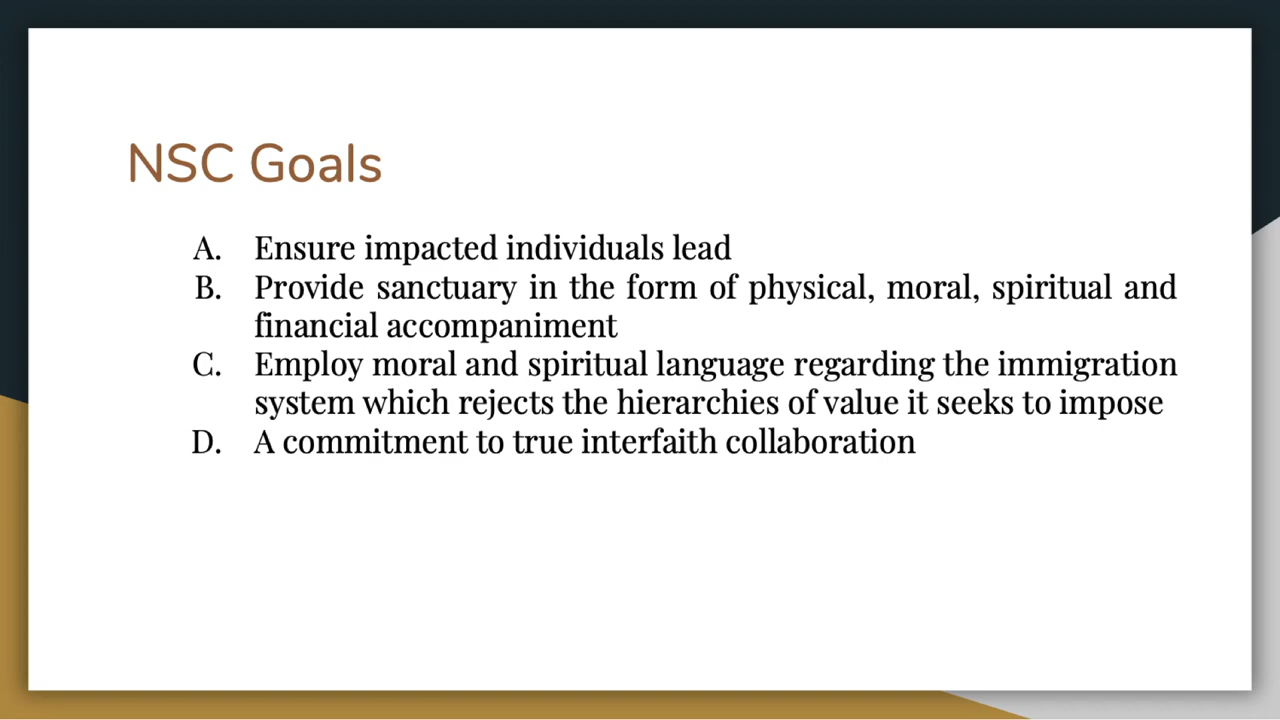 NSC Goals
A. Ensure impacted individuals lead
B. Provide sanctuary in the form of physical, moral, spiritual and
financial accompaniment
C. Employ moral and spiritual language regarding the immigration
system which rejects the hierarchies of value it seeks to impose
D. A commitment to true interfaith collaboration